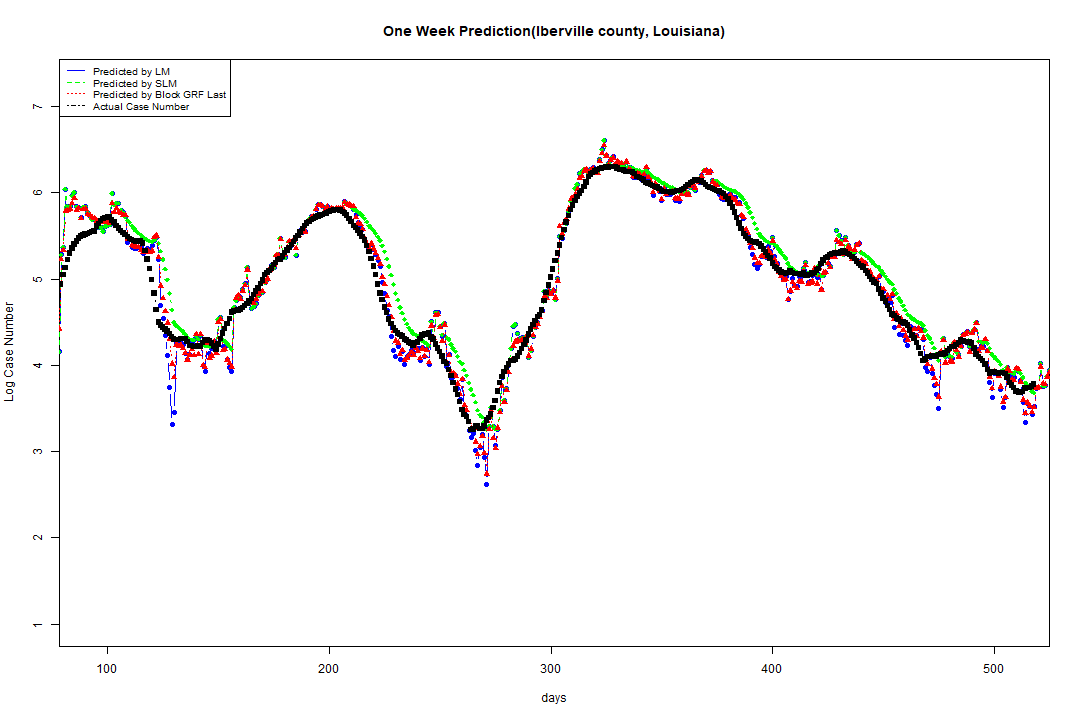 One Week Prediction(Iberville county, Louisiana)
Predicted by LM
Predicted by SLM
Predicted by Block GRF Last
Actual Case Number
Log Case Number
7
6
5
4
3
2
1
100 200 300 400 500
days